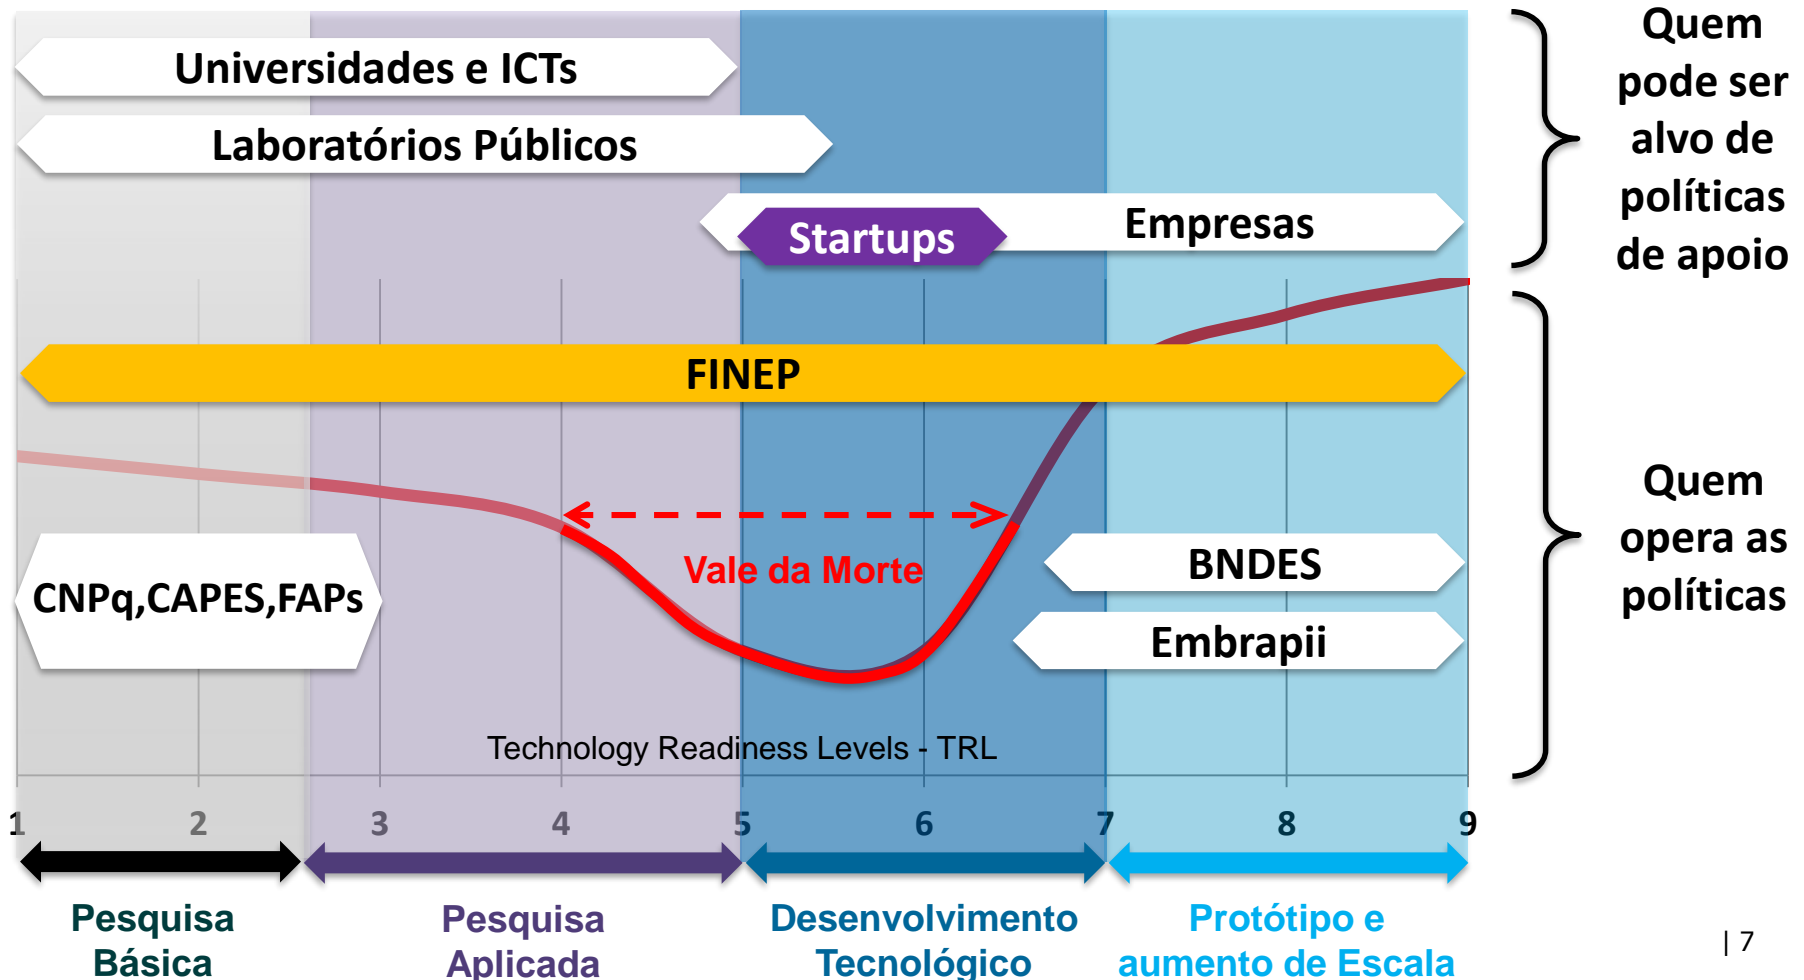 Universidades e ICTs
Laboratórios Públicos
Startups
Empresas
Quem
pode ser
alvo de
políticas
de apoio
FINEP
Vale da Morte
CNPq,CAPES,FAPs
BNDES
Embrapii
Quem
opera as
políticas
Technology Readiness Levels - TRL
1 2 3 4 5 6 7 8 9
Pesquisa
Básica
Pesquisa
Aplicada
Desenvolvimento
Tecnológico
Protótipo e
aumento de Escala
| 7